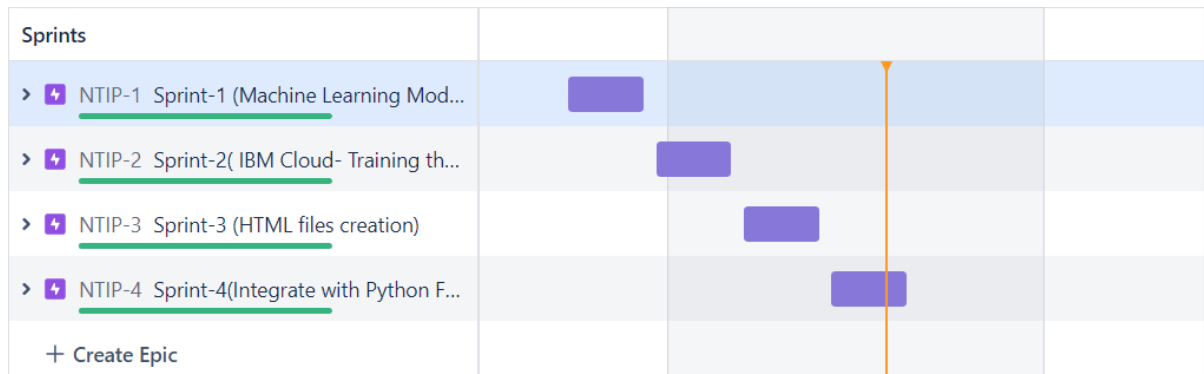 Sprints
NTIP-1 Sprint-1 (Machine Learning Mod...
NTIP-2 Sprint-2( IBM Cloud- Training th...
NTIP-3 Sprint-3 (HTML files creation)
NTIP-4 Sprint-4(Integrate with Python F...
+ Create Epic